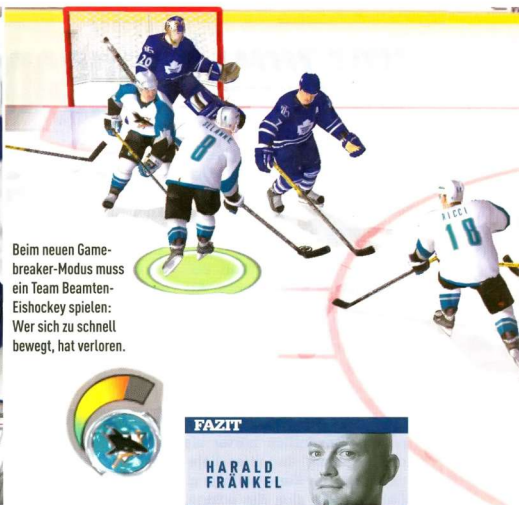 20
8
7
RICCI
18
Beim neuen Game-
breaker-Modus muss
ein Team Beamten-
Eishockey spielen:
Wer sich zu schnell
bewegt, hat verloren.
FAZIT
HARALD
FRÄNKEL